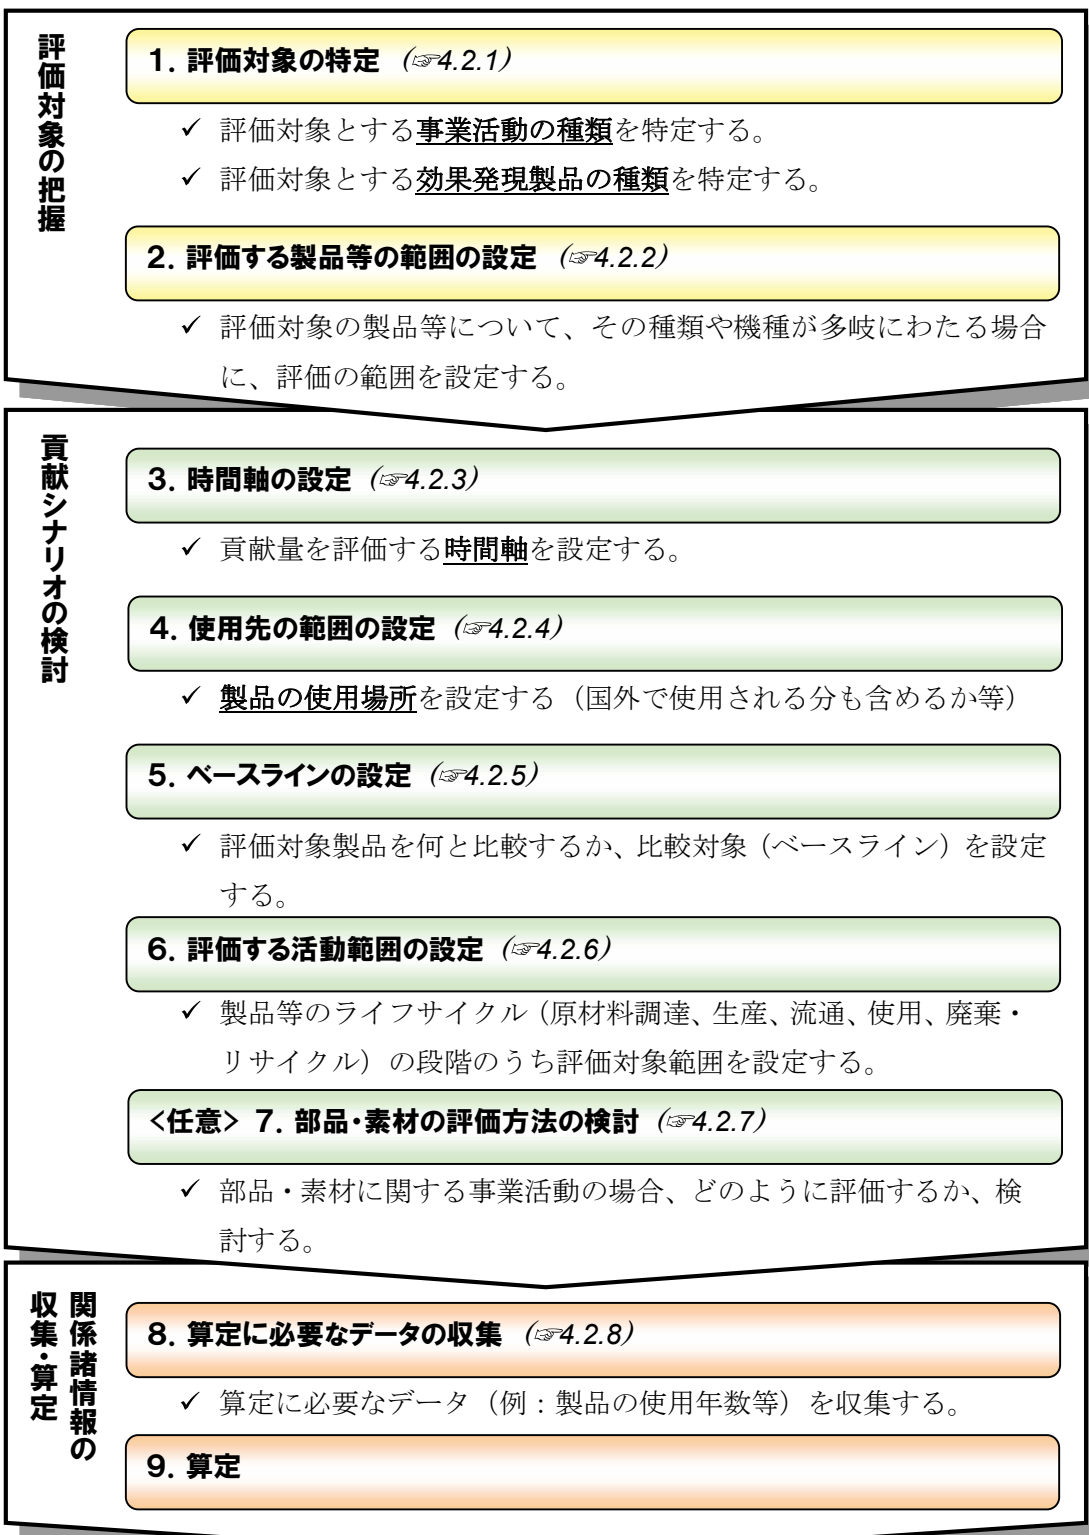 評価対象の把握
1. 評価対象の特定 (☞4.2.1)
✓ 評価対象とする事業活動の種類を特定する。
✓ 評価対象とする効果発現製品の種類を特定する。
2. 評価する製品等の範囲の設定 (☞4.2.2)
✓ 評価対象の製品等について、その種類や機種が多岐にわたる場合
に、評価の範囲を設定する。
貢献シナリオの検討
3. 時間軸の設定 (☞4.2.3)
✓ 貢献量を評価する時間軸を設定する。
4. 使用先の範囲の設定 (☞4.2.4)
✓ 製品の使用場所を設定する（国外で使用される分も含めるか等）
5. ベースラインの設定 (☞4.2.5)
✓ 評価対象製品を何と比較するか、比較対象（ベースライン）を設定
する。
6. 評価する活動範囲の設定 (☞4.2.6)
✓ 製品等のライフサイクル（原材料調達、生産、流通、使用、廃棄・
リサイクル）の段階のうち評価対象範囲を設定する。
<任意> 7. 部品・素材の評価方法の検討 (☞4.2.7)
✓ 部品・素材に関する事業活動の場合、どのように評価するか、検
討する。
関係諸情報の
収集・算定
8. 算定に必要なデータの収集 (☞4.2.8)
✓ 算定に必要なデータ（例：製品の使用年数等）を収集する。
9. 算定